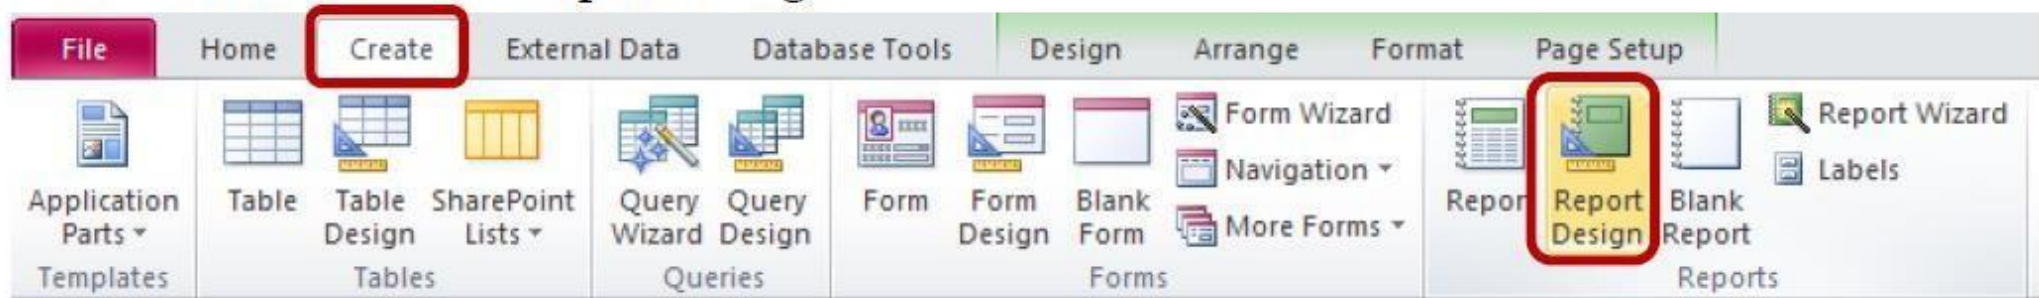 File Home Create External Data Database Tools Design Arrange Format Page Setup
Application Parts
Table
Table Design
SharePoint Lists
Query Wizard
Query Design
Form
Form Design
Blank Form
Form Wizard
Navigation
More Forms
Repor
Report Design
Blank Report
Report Wizard
Labels
Templates Tables Queries Forms Reports